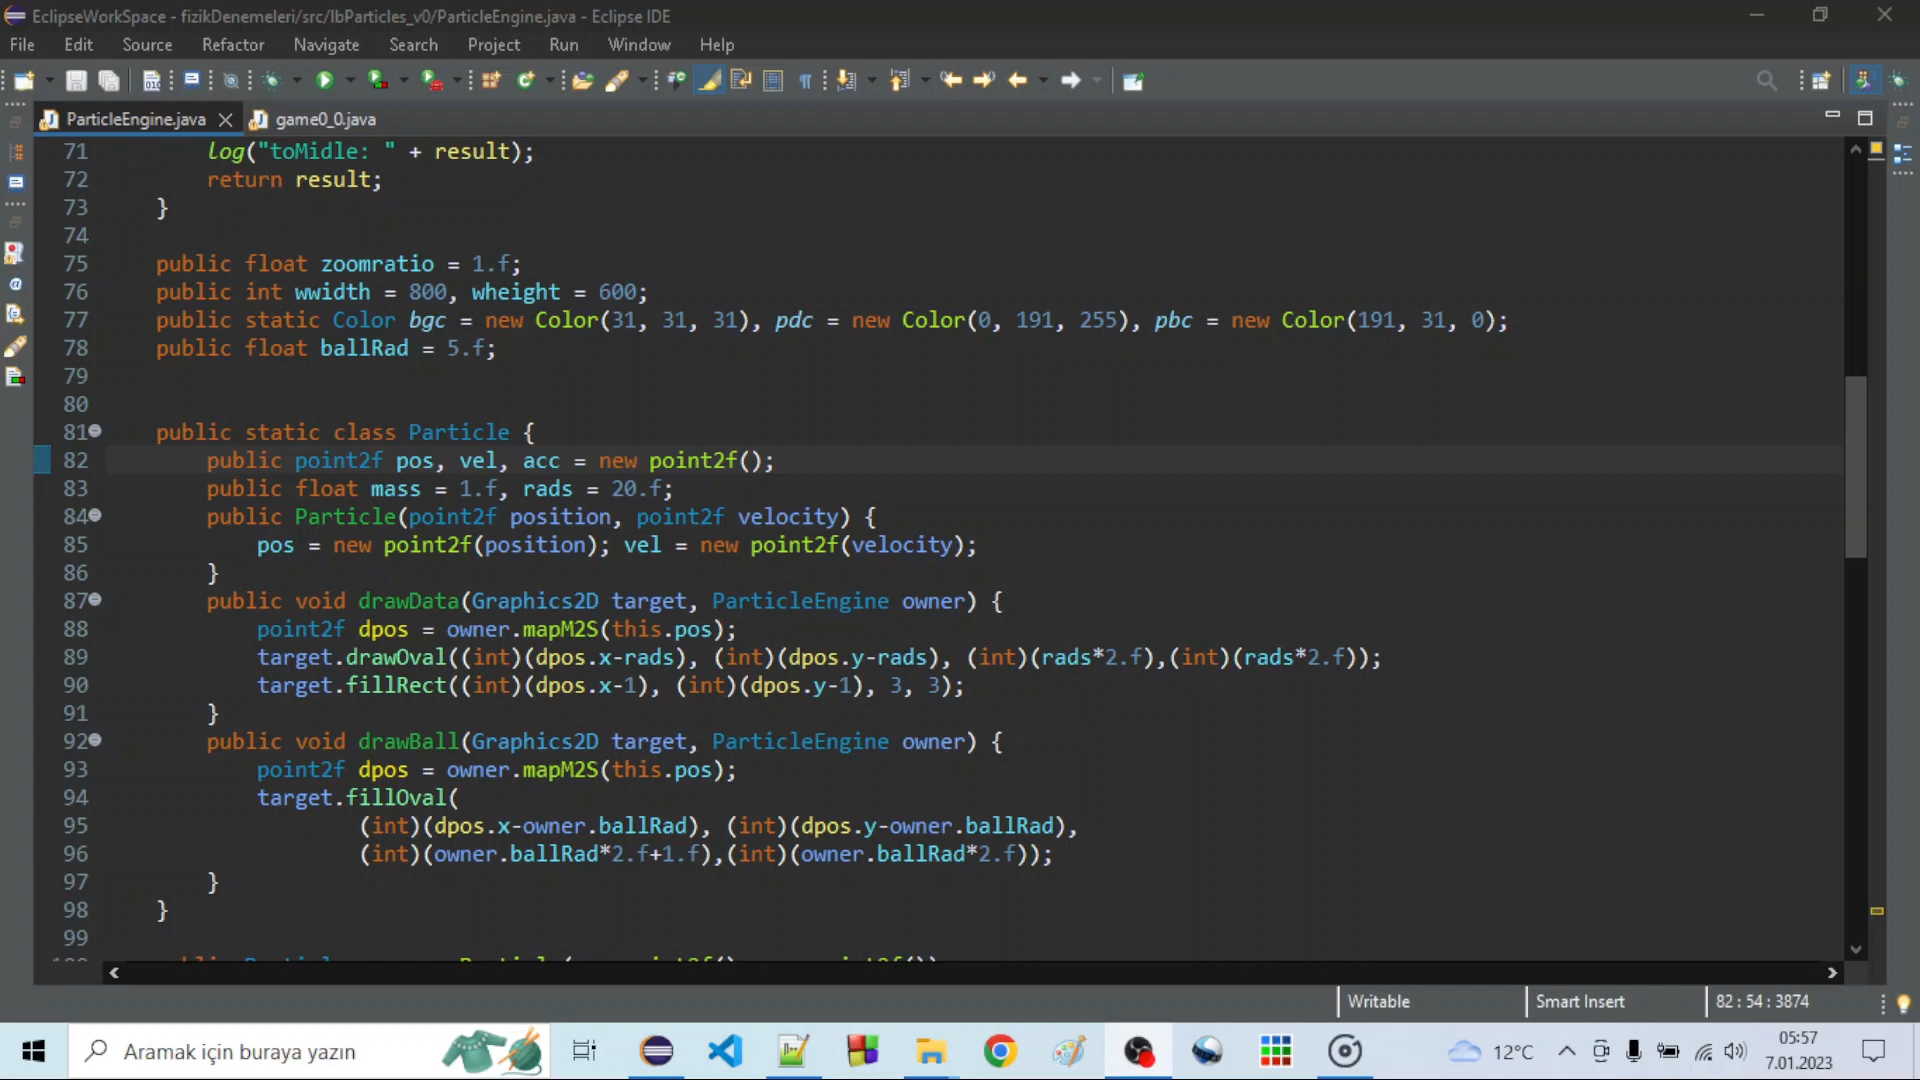 EclipseWorkSpace - fizikDenemeleri/src/IbParticles_v0/ParticleEngine.java - Eclipse IDE
File Edit Source Refactor Navigate Search Project Run Window Help
ParticleEngine.java game0_0.java
71 log("toMidle: " + result);
72 return result;
73 }
74
75 public float zoomratio = 1.f;
76 public int wwidth = 800, wheight = 600;
77 public static Color bgc = new Color(31, 31, 31), pdc = new Color(0, 191, 255), pbc = new Color(191, 31, 0);
78 public float ballRad = 5.f;
79
80
81 public static class Particle {
82 public point2f pos, vel, acc = new point2f();
83 public float mass = 1.f, rads = 20.f;
84 public Particle(point2f position, point2f velocity) {
85 pos = new point2f(position); vel = new point2f(velocity);
86 }
87 public void drawData(Graphics2D target, ParticleEngine owner) {
88 point2f dpos = owner.mapM2S(this.pos);
89 target.drawOval((int)(dpos.x-rads), (int)(dpos.y-rads), (int)(rads*2.f),(int)(rads*2.f));
90 target.fillRect((int)(dpos.x-1), (int)(dpos.y-1), 3, 3);
91 }
92 public void drawBall(Graphics2D target, ParticleEngine owner) {
93 point2f dpos = owner.mapM2S(this.pos);
94 target.fillOval(
95 (int)(dpos.x-owner.ballRad), (int)(dpos.y-owner.ballRad),
96 (int)(owner.ballRad*2.f+1.f),(int)(owner.ballRad*2.f));
97 }
98 }
99
Writable Smart Insert 82 : 54 : 3874
Aramak için buraya yazın
12°C
05:57
7.01.2023